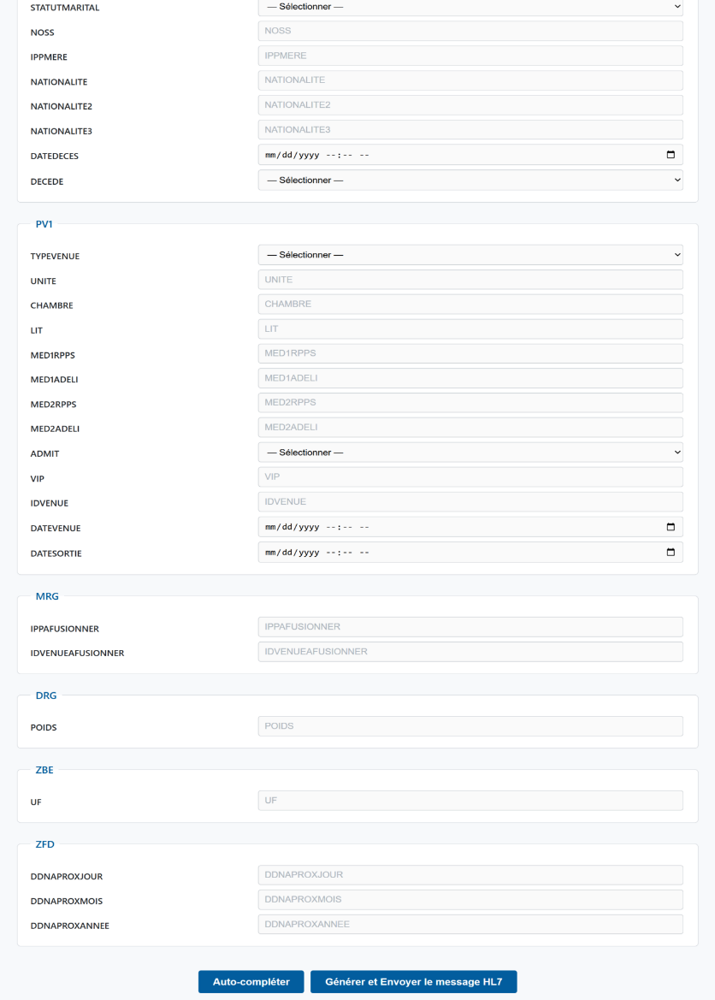 STATUTMARITAL — Sélectionner —
NOSS NOSS
IPPMERE IPPMERE
NATIONALITE NATIONALITE
NATIONALITE2 NATIONALITE2
NATIONALITE3 NATIONALITE3
DATEDECES mm/dd/yyyy --:-- --
DECEDE — Sélectionner —
PV1
TYPEVENUE — Sélectionner —
UNITE UNITE
CHAMBRE CHAMBRE
LIT LIT
MED1RPPS MED1RPPS
MED1ADELI MED1ADELI
MED2RPPS MED2RPPS
MED2ADELI MED2ADELI
ADMIT — Sélectionner —
VIP VIP
IDVENUE IDVENUE
DATEVENUE mm/dd/yyyy --:-- --
DATESORTIE mm/dd/yyyy --:-- --
MRG
IPPAFUSIONNER IPPAFUSIONNER
IDVENUEAFUSIONNER IDVENUEAFUSIONNER
DRG
POIDS POIDS
ZBE
UF UF
ZFD
DDNAPROXJOUR DDNAPROXJOUR
DDNAPROXMOIS DDNAPROXMOIS
DDNAPROXANNEE DDNAPROXANNEE
Auto-compléter Générer et Envoyer le message HL7